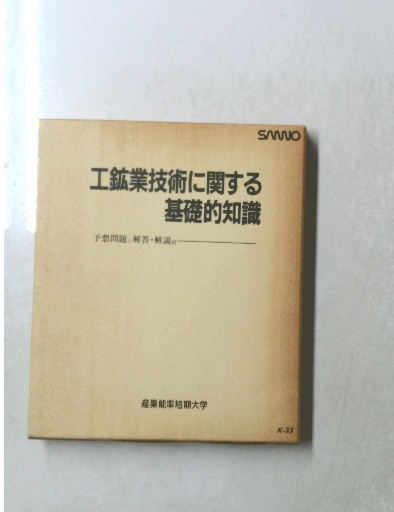 SANNO
工鉱業技術に関する
基礎的知識
予想問題と解答・解説付
産業能率短期大学
K-33